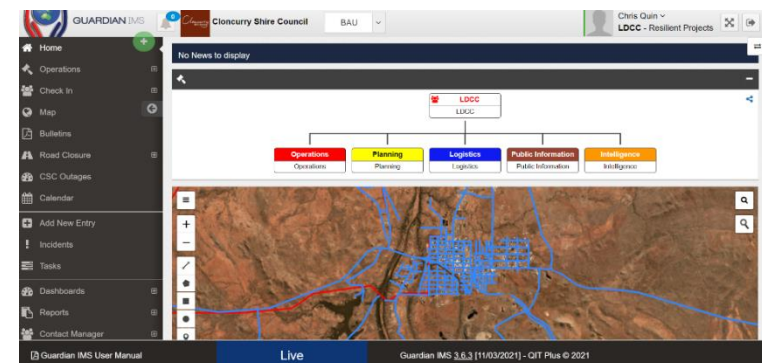 GUARDIAN IMS
6
Cloncurry
Cloncurry Shire Council
BAU
Chris Quin
LDCC - Resilient Projects
Home
No News to display
Operations
Check In
Map
Bulletins
Road Closure
CSC Outages
Calendar
Add New Entry
Incidents
Tasks
Dashboards
Reports
Contact Manager
LDCC
LDCC
Operations
Planning
Logistics
Public Information
Intelligence
Operations
Planning
Logistics
Public Information
Intelligence
Guardian IMS User Manual
Live
Guardian IMS 3.6.3 [11/03/2021] - QIT Plus © 2021